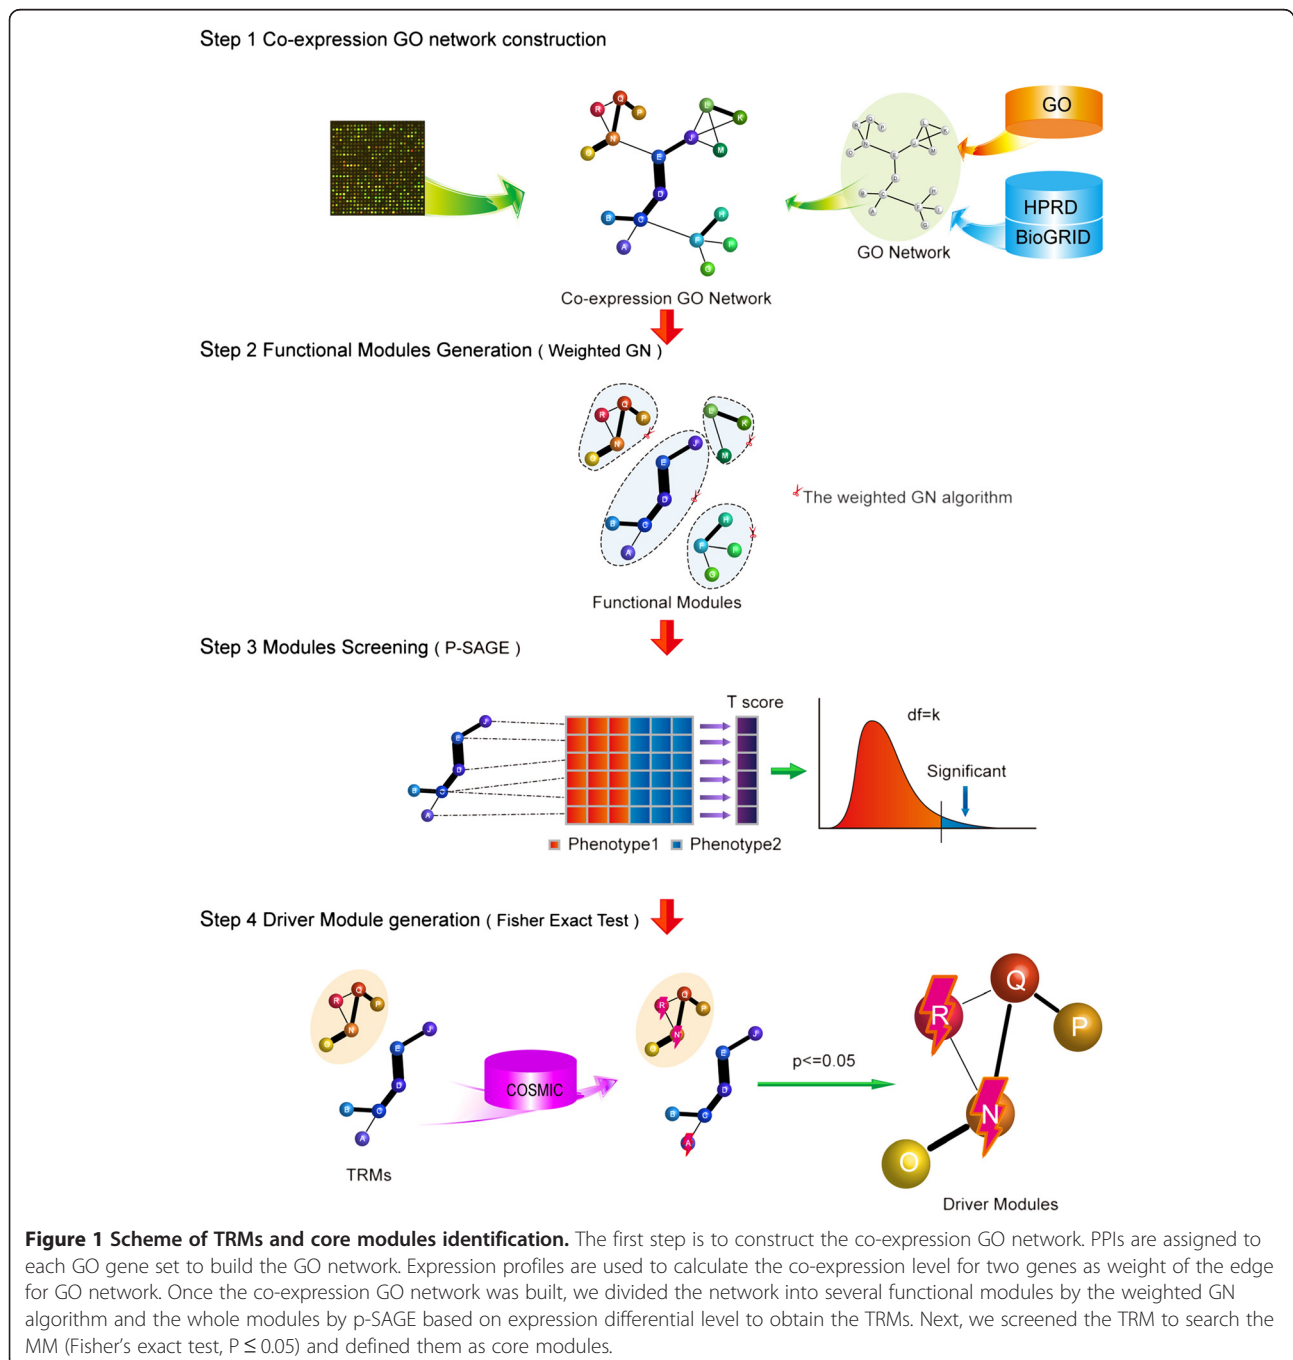 Step 1 Co-expression GO network construction
GO
HPRD
BioGRID
GO Network
R Q P N O E J L K M D C B A F H I G
Co-expression GO Network
Step 2 Functional Modules Generation ( Weighted GN )
R Q P N O
K M
J E D C B A
The weighted GN algorithm
Functional Modules
Step 3 Modules Screening ( P-SAGE )
T score
df=k
Significant
J E D C B A
Phenotype1 Phenotype2
Step 4 Driver Module generation ( Fisher Exact Test )
R Q P N O
J E D C B A
TRMs
COSMIC
R Q P N O
J E D C B A
p<=0.05
Q
R
P
N
O
Driver Modules
Figure 1 Scheme of TRMs and core modules identification. The first step is to construct the co-expression GO network. PPIs are assigned to
each GO gene set to build the GO network. Expression profiles are used to calculate the co-expression level for two genes as weight of the edge
for GO network. Once the co-expression GO network was built, we divided the network into several functional modules by the weighted GN
algorithm and the whole modules by p-SAGE based on expression differential level to obtain the TRMs. Next, we screened the TRM to search the
MM (Fisher's exact test, P ≤ 0.05) and defined them as core modules.